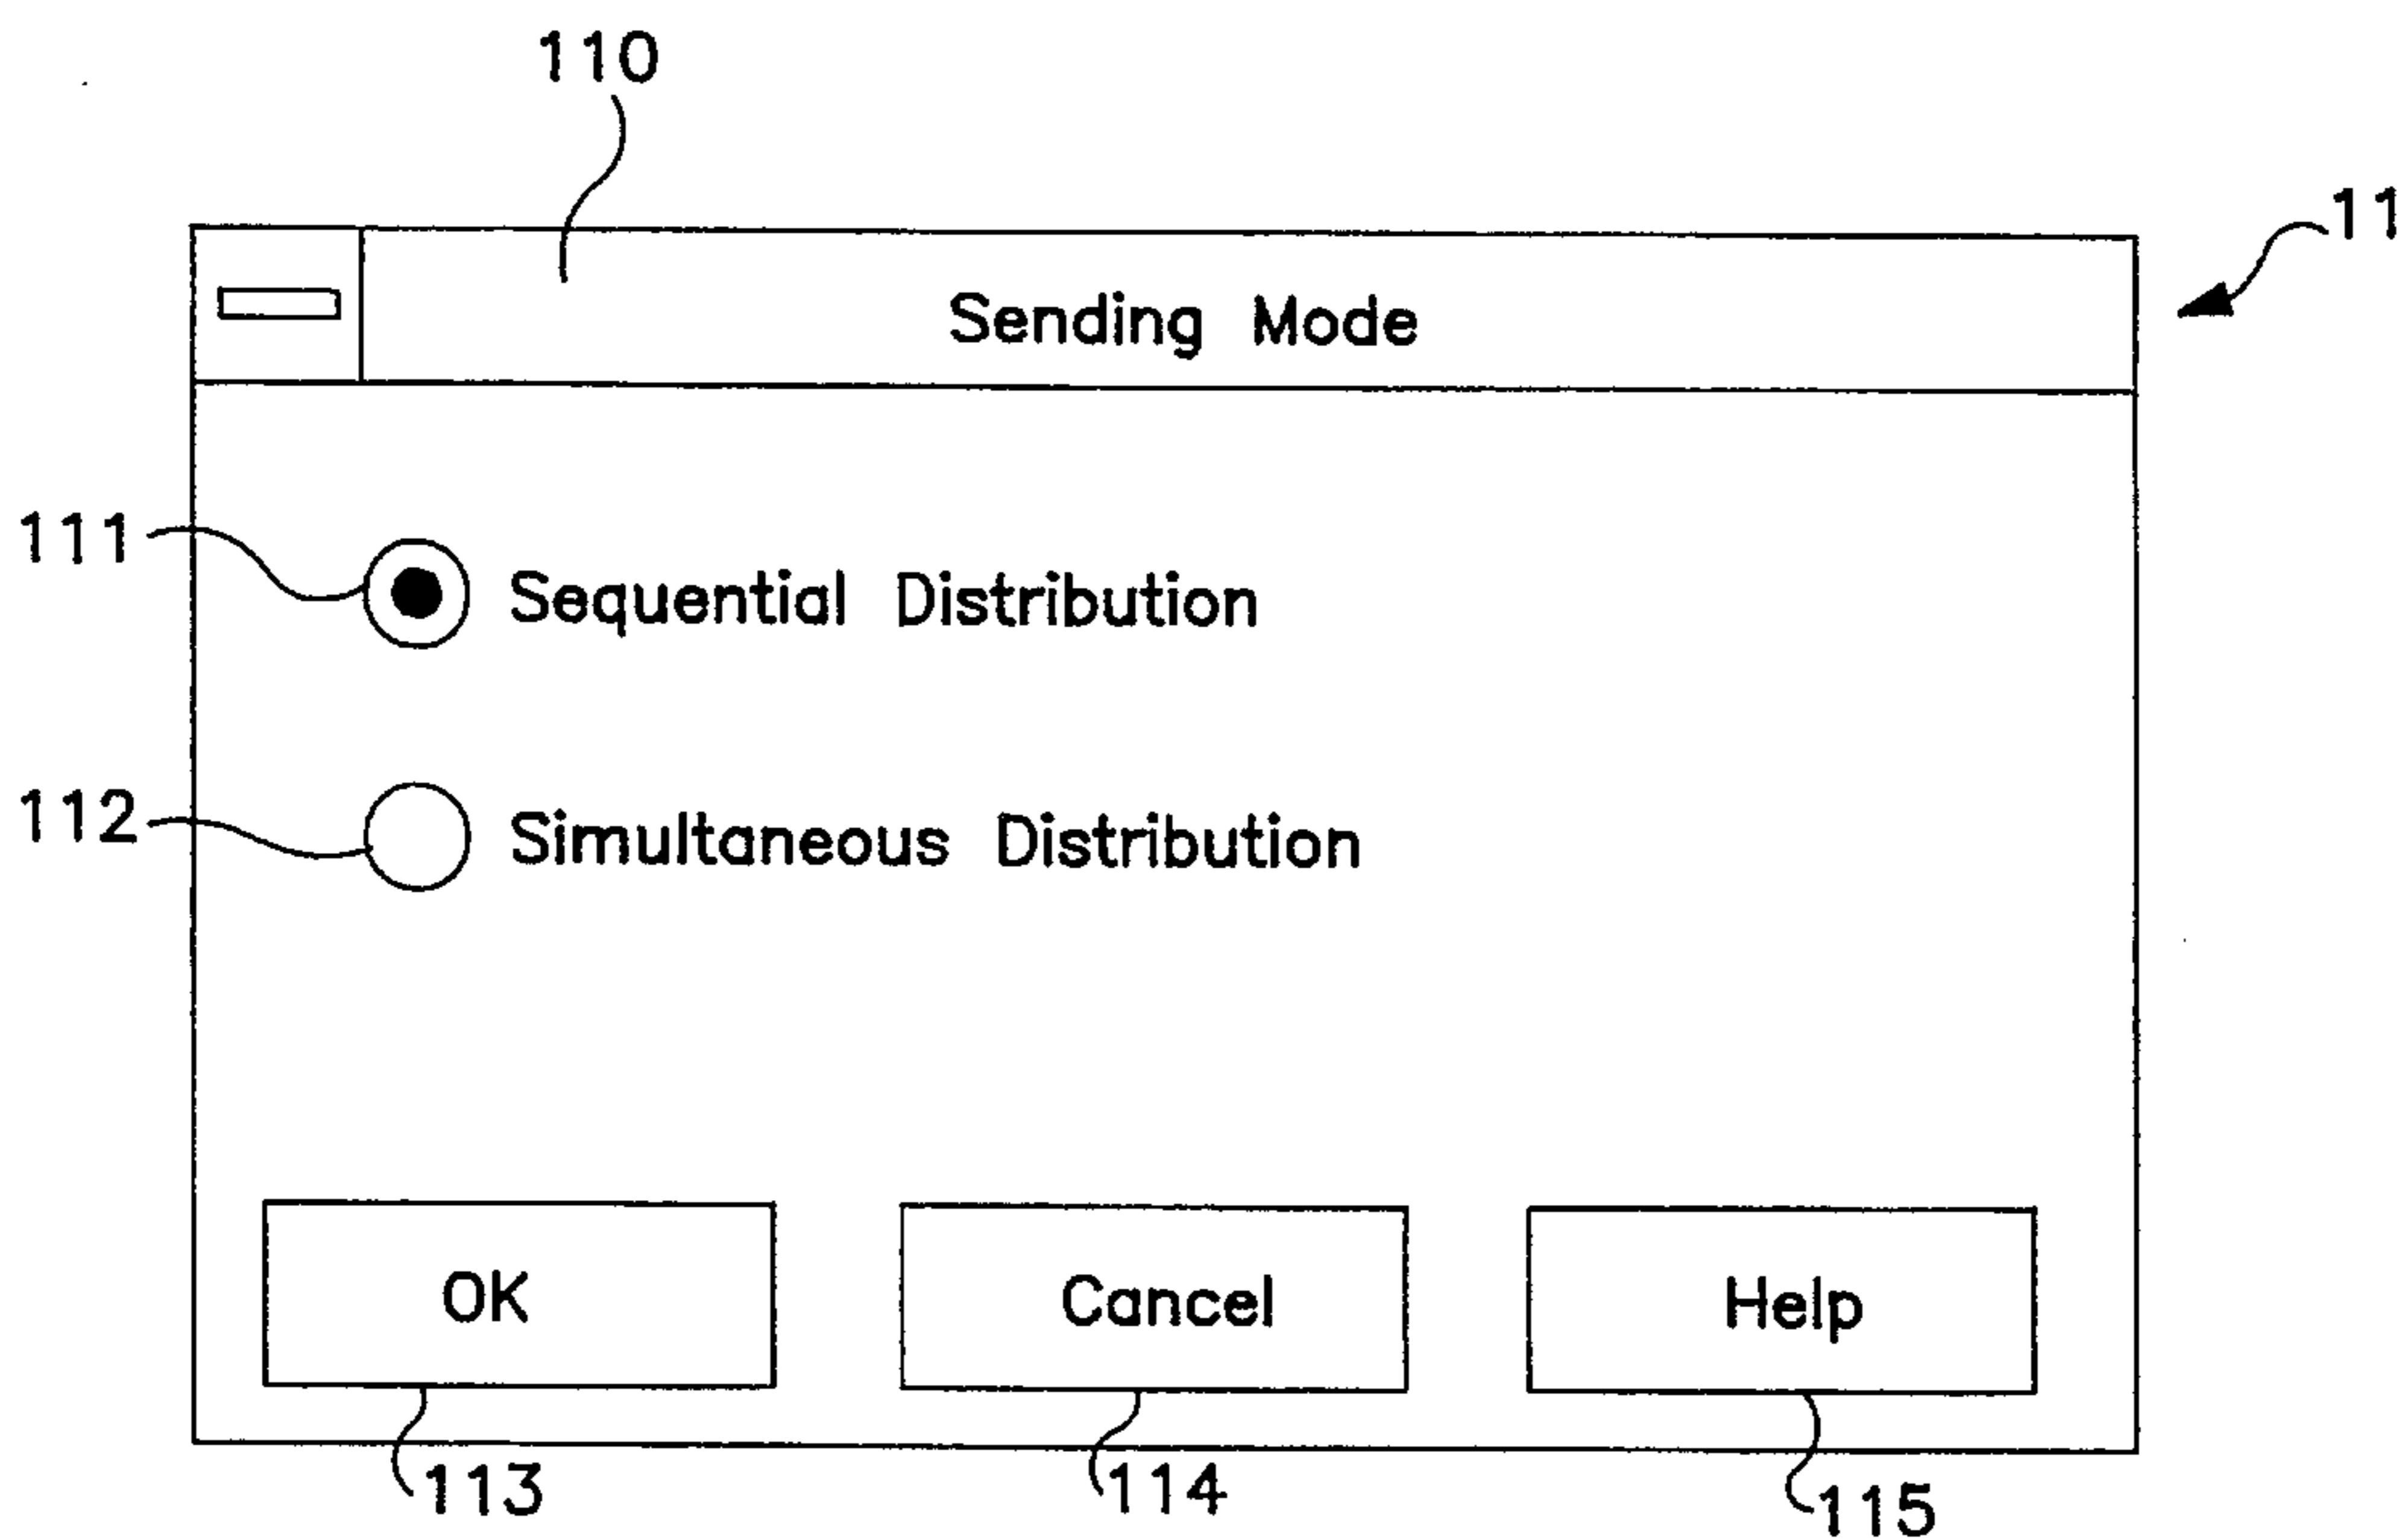 110
11
Sending Mode
111
Sequential Distribution
112
Simultaneous Distribution
OK
Cancel
Help
113
114
115